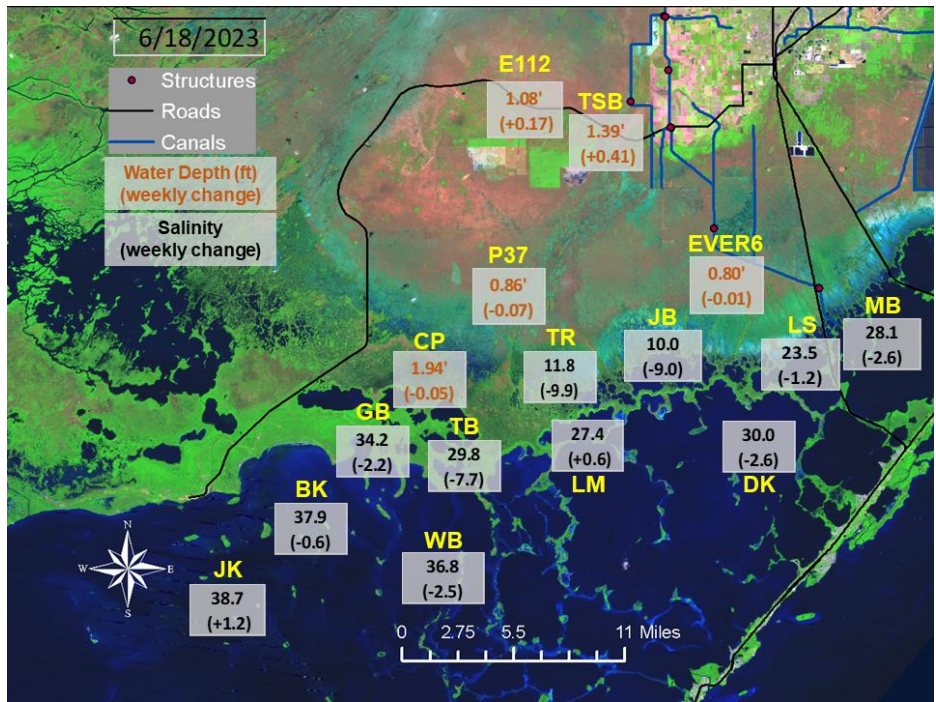 6/18/2023
Structures
Roads
Canals
Water Depth (ft)
(weekly change)
Salinity
(weekly change)
E112
1.08'
(+0.17)
TSB
1.39'
(+0.41)
P37
0.86'
(-0.07)
EVER6
0.80'
(-0.01)
CP
1.94'
(-0.05)
TR
11.8
(-9.9)
JB
10.0
(-9.0)
LS
23.5
(-1.2)
MB
28.1
(-2.6)
GB
34.2
(-2.2)
TB
29.8
(-7.7)
27.4
(+0.6)
LM
30.0
(-2.6)
DK
BK
37.9
(-0.6)
WB
36.8
(-2.5)
JK
38.7
(+1.2)
N
W E
S
0 2.75 5.5 11 Miles